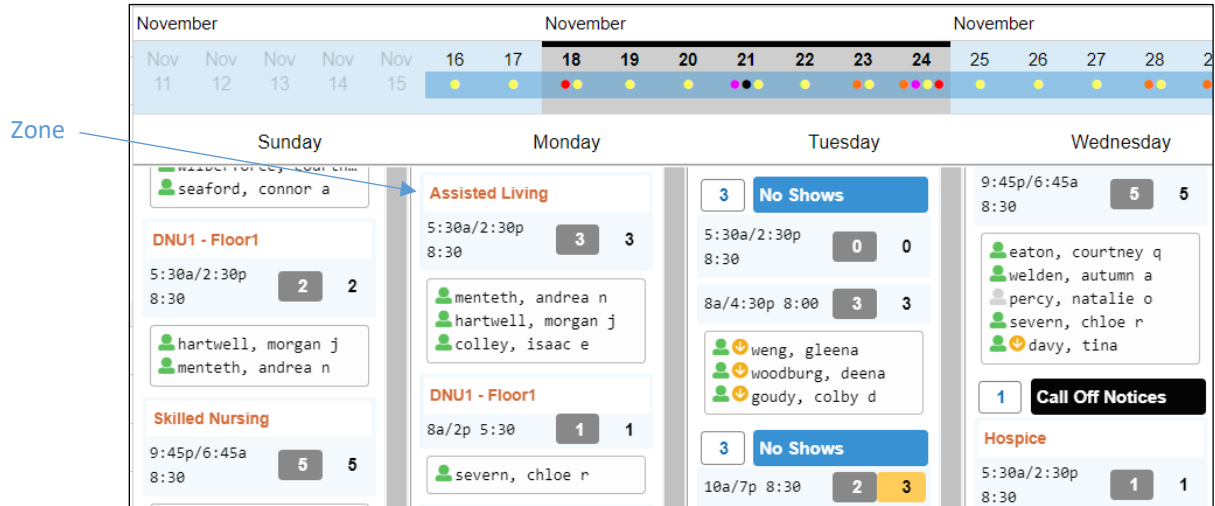 November November November
Nov Nov Nov Nov Nov 16 17 18 19 20 21 22 23 24 25 26 27 28
11 12 13 14 15
Zone
Sunday Monday Tuesday Wednesday
seaford, connor a
DNU1 - Floor1
5:30a/2:30p
8:30
2 2
hartwell, morgan j
menteth, andrea n
Skilled Nursing
9:45p/6:45a
8:30
5 5
Assisted Living
5:30a/2:30p
8:30
3 3
menteth, andrea n
hartwell, morgan j
colley, isaac e
DNU1 - Floor1
8a/2p 5:30 1 1
severn, chloe r
3 No Shows
5:30a/2:30p
8:30
0 0
8a/4:30p 8:00 3 3
weng, gleena
woodburg, deena
goudy, colby d
3 No Shows
10a/7p 8:30 2 3
9:45p/6:45a
8:30
5 5
eaton, courtney q
welden, autumn a
percy, natalie o
severn, chloe r
davy, tina
1 Call Off Notices
Hospice
5:30a/2:30p
8:30
1 1